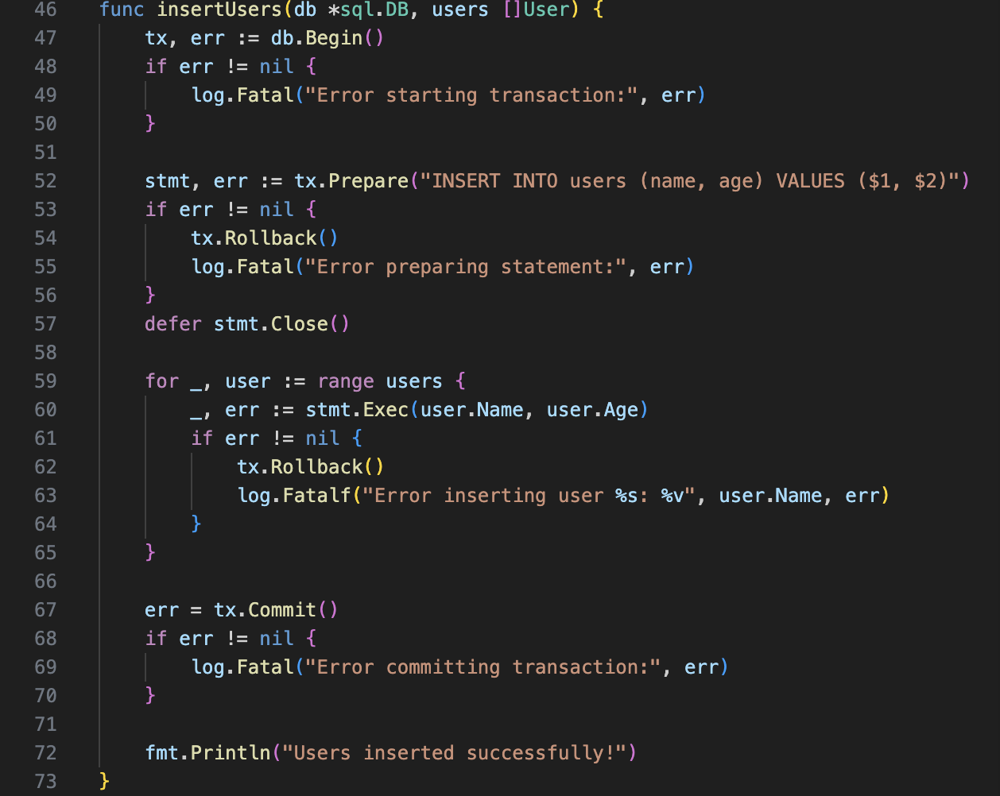 46 func insertUsers(db *sql.DB, users []User) {
47     tx, err := db.Begin()
48     if err != nil {
49         log.Fatal("Error starting transaction:", err)
50     }
51
52     stmt, err := tx.Prepare("INSERT INTO users (name, age) VALUES ($1, $2)")
53     if err != nil {
54         tx.Rollback()
55         log.Fatal("Error preparing statement:", err)
56     }
57     defer stmt.Close()
58
59     for _, user := range users {
60         _, err := stmt.Exec(user.Name, user.Age)
61         if err != nil {
62             tx.Rollback()
63             log.Fatalf("Error inserting user %s: %v", user.Name, err)
64         }
65     }
66
67     err = tx.Commit()
68     if err != nil {
69         log.Fatal("Error committing transaction:", err)
70     }
71
72     fmt.Println("Users inserted successfully!")
73 }